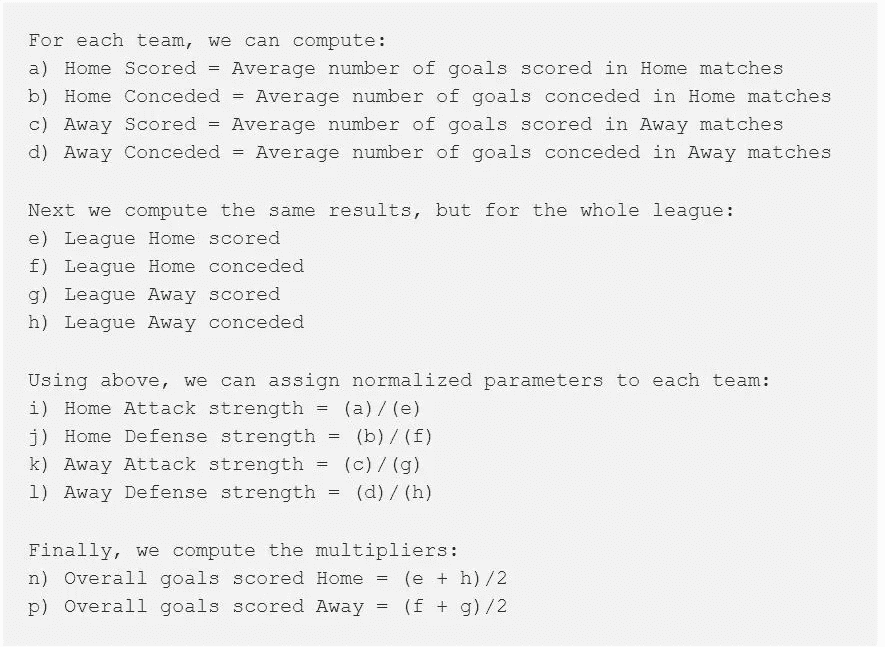 For each team, we can compute:
a) Home Scored = Average number of goals scored in Home matches
b) Home Conceded = Average number of goals conceded in Home matches
c) Away Scored = Average number of goals scored in Away matches
d) Away Conceded = Average number of goals conceded in Away matches
Next we compute the same results, but for the whole league:
e) League Home scored
f) League Home conceded
g) League Away scored
h) League Away conceded
Using above, we can assign normalized parameters to each team:
i) Home Attack strength = (a)/(e)
j) Home Defense strength = (b)/(f)
k) Away Attack strength = (c)/(g)
l) Away Defense strength = (d)/(h)
Finally, we compute the multipliers:
n) Overall goals scored Home = (e + h)/2
p) Overall goals scored Away = (f + g)/2